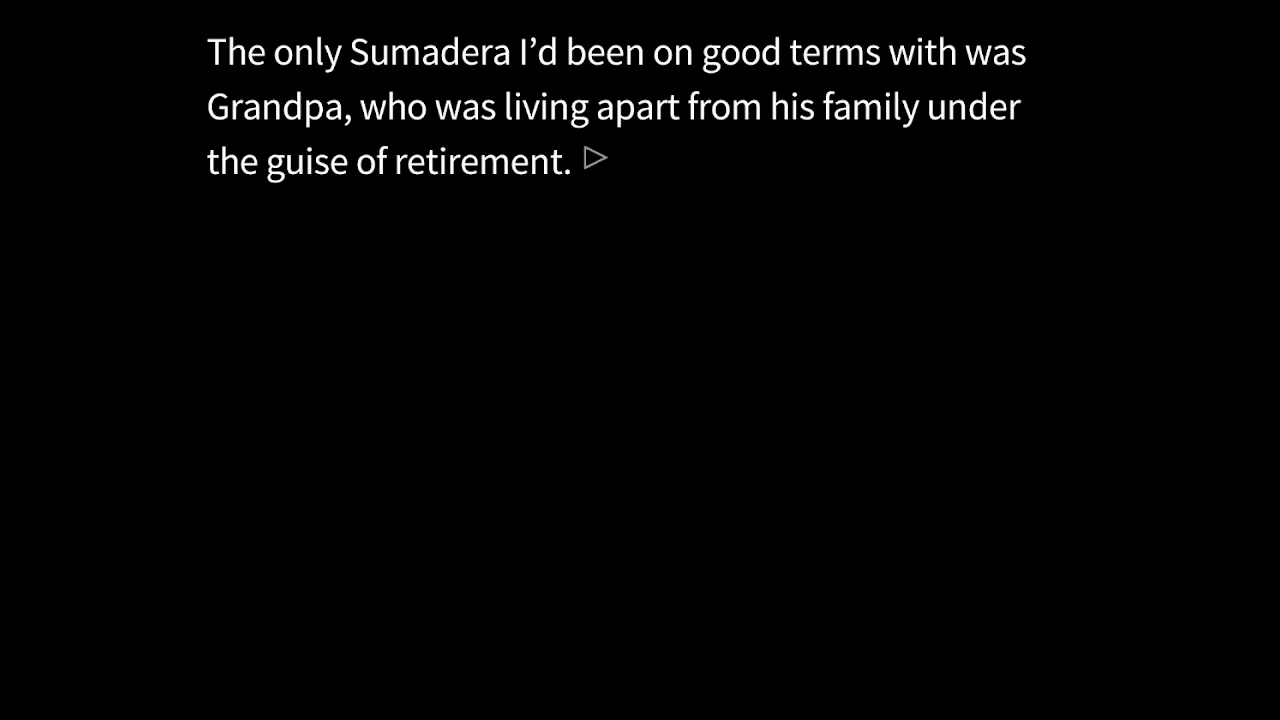 The only Sumadera I’d been on good terms with was
Grandpa, who was living apart from his family under
the guise of retirement.